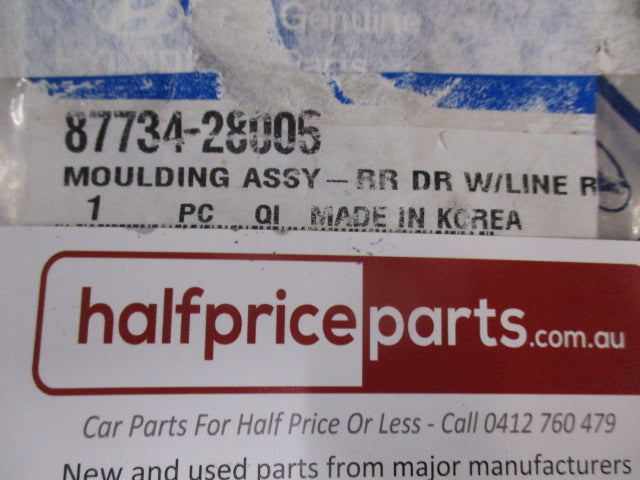 Genuine
87734-28005
MOULDING ASSY-RR DR W/LINE R
1 PC QI MADE IN KOREA
halfpriceparts.com.au
Car Parts For Half Price Or Less - Call 0412 760 479
New and used parts from major manufacturers